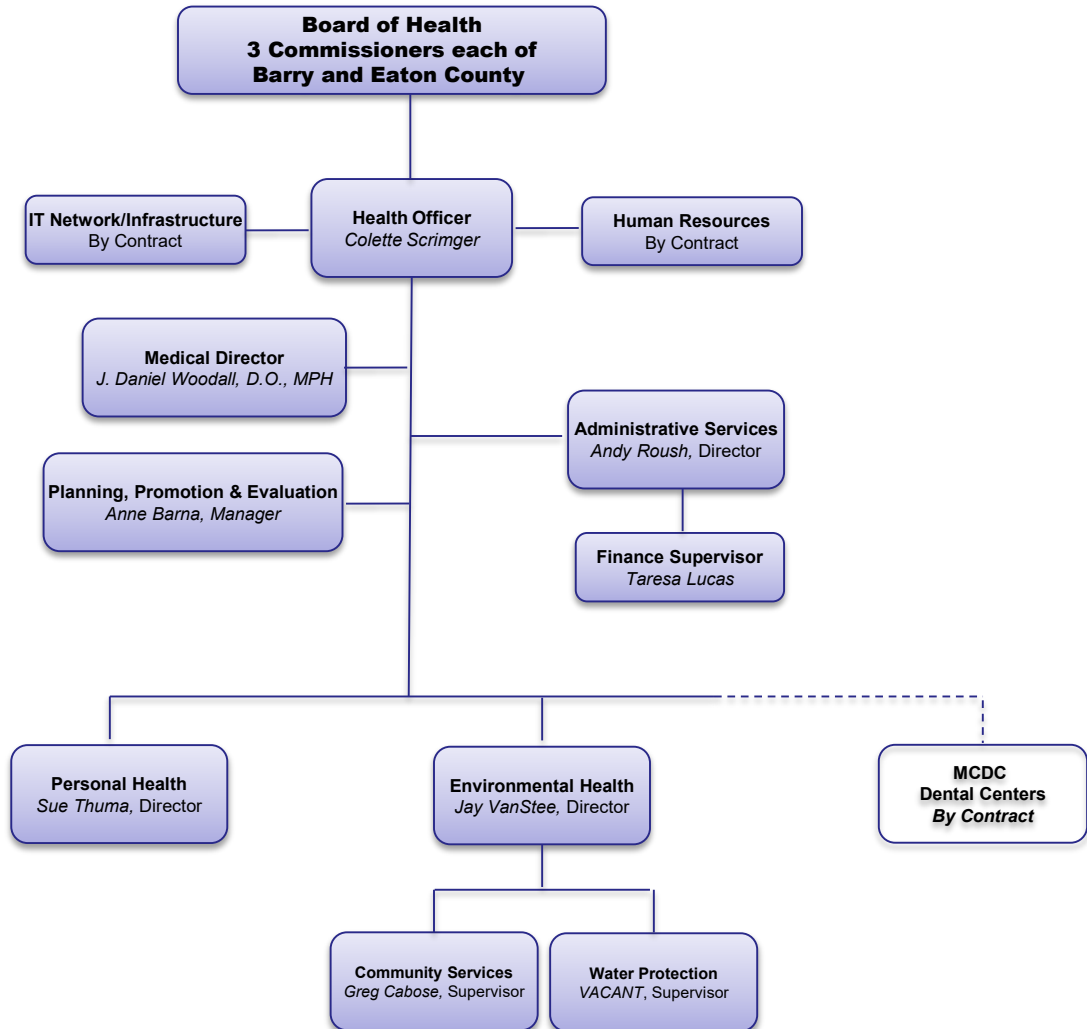 Board of Health
3 Commissioners each of
Barry and Eaton County
IT Network/Infrastructure
By Contract
Health Officer
Colette Scrimger
Human Resources
By Contract
Medical Director
J. Daniel Woodall, D.O., MPH
Administrative Services
Andy Roush, Director
Planning, Promotion & Evaluation
Anne Barna, Manager
Finance Supervisor
Taresa Lucas
Personal Health
Sue Thuma, Director
Environmental Health
Jay VanStee, Director
MCDC
Dental Centers
By Contract
Community Services
Greg Cabose, Supervisor
Water Protection
VACANT, Supervisor